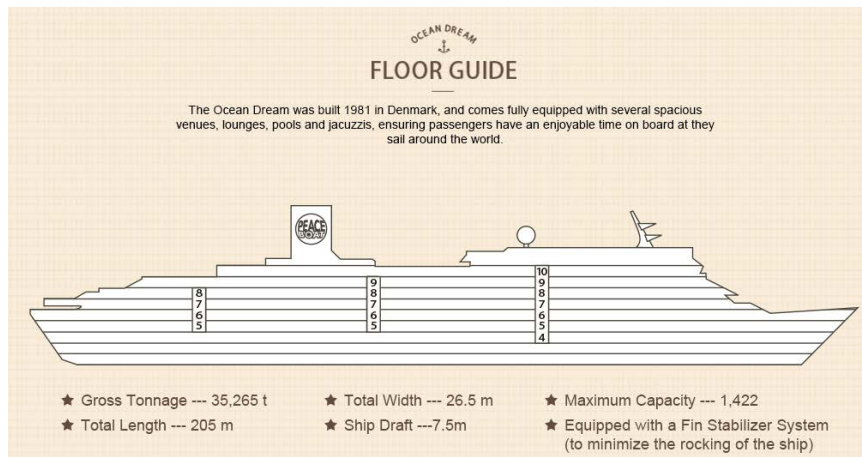 OCEAN DREAM
FLOOR GUIDE
The Ocean Dream was built 1981 in Denmark, and comes fully equipped with several spacious
venues, lounges, pools and jacuzzis, ensuring passengers have an enjoyable time on board at they
sail around the world.
PEACE
BOAT
10
9
8
7
6
5
4
9
8
7
6
5
8
7
6
5
★ Gross Tonnage --- 35,265 t
★ Total Length --- 205 m
★ Total Width --- 26.5 m
★ Ship Draft ---7.5m
★ Maximum Capacity --- 1,422
★ Equipped with a Fin Stabilizer System
(to minimize the rocking of the ship)